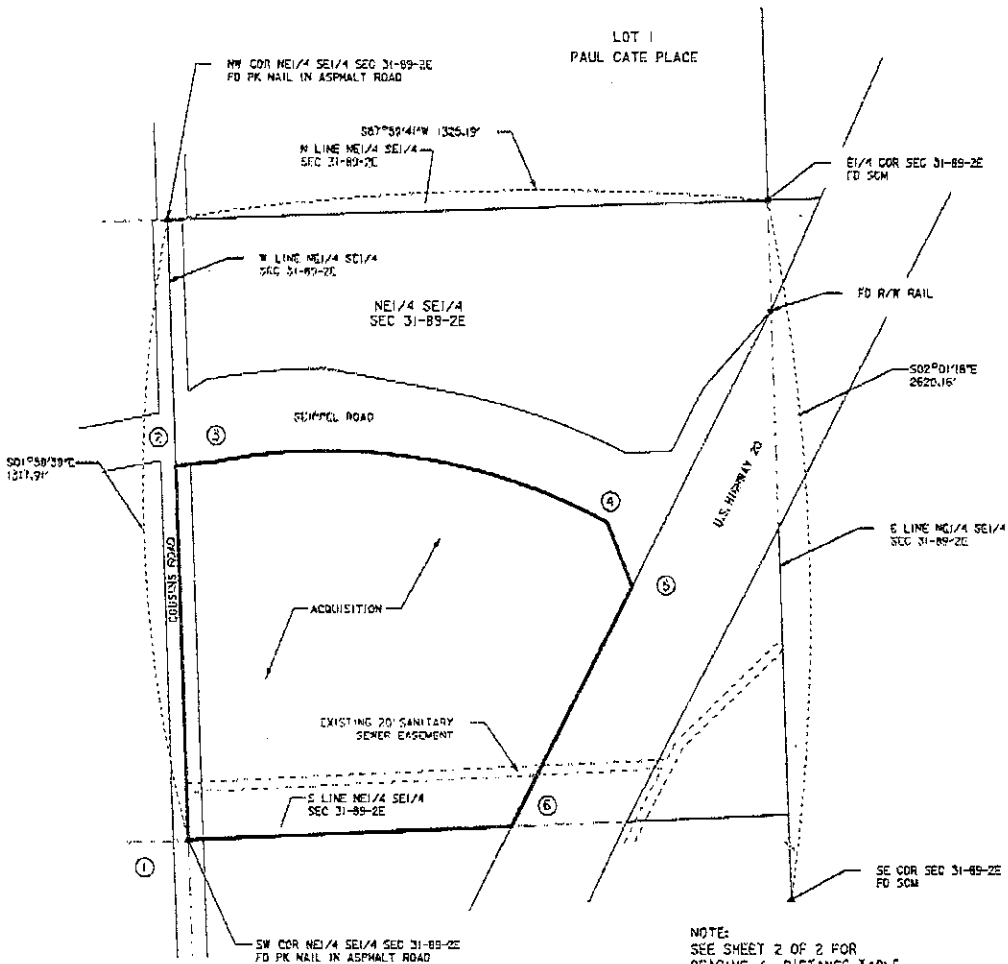 LOT 1
PAUL CATE PLACE
NW COR NE1/4 SE1/4 SEC 31-89-2E
FD PK NAIL IN ASPHALT ROAD
S87°59'41"W 1325.19'
N LINE NE1/4 SE1/4
SEC 31-89-2E
E1/4 COR SEC 31-89-2E
FD SCM
W LINE NE1/4 SE1/4
SEC 31-89-2E
NE1/4 SE1/4
SEC 31-89-2E
FD R/W RAIL
S02°01'18"E
2620.16'
SEIPPEL ROAD
2
3
S01°58'39"E
1317.91'
4
U.S. HIGHWAY 20
E LINE NE1/4 SE1/4
SEC 31-89-2E
COUSINS ROAD
5
ACQUISITION
EXISTING 20' SANITARY
SEWER EASEMENT
S LINE NE1/4 SE1/4
SEC 31-89-2E
6
1
SE COR SEC 31-89-2E
FD SCM
SW COR NE1/4 SE1/4 SEC 31-89-2E
FD PK NAIL IN ASPHALT ROAD
NOTE:
SEE SHEET 2 OF 2 FOR
BEARING & DISTANCE TABLE